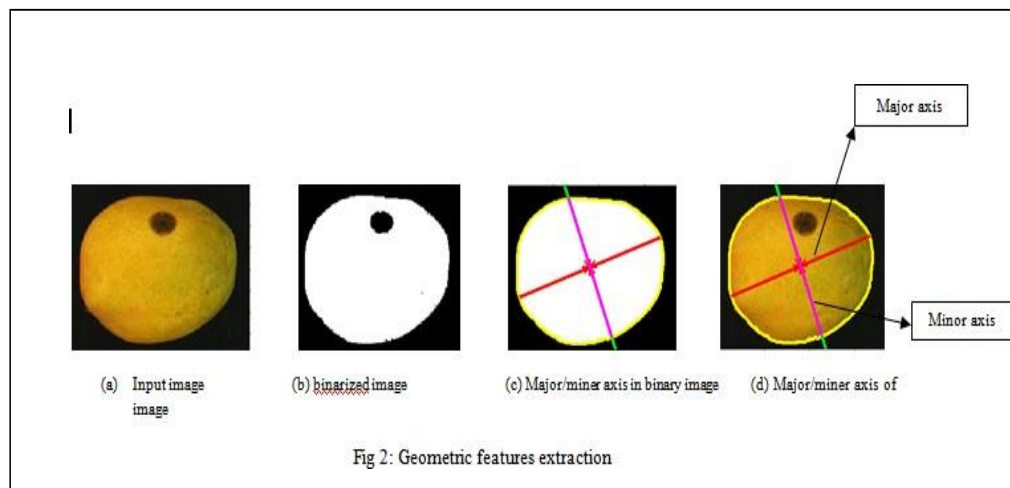 Major axis
Minor axis
(a) Input image (b) binarized image (c) Major/miner axis in binary image (d) Major/miner axis of
image
Fig 2: Geometric features extraction